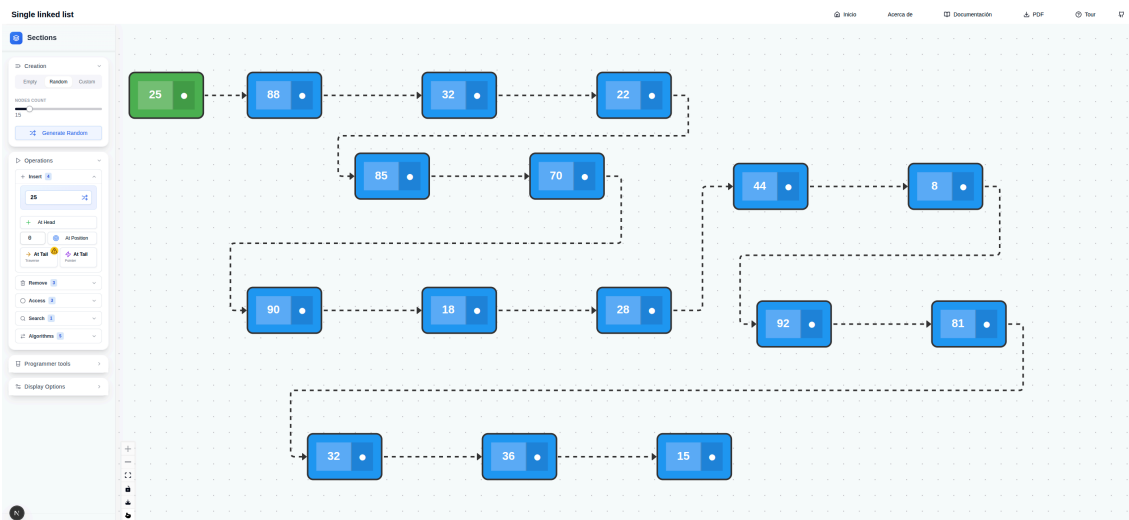 Single linked list
Inicio
Acerca de
Documentación
PDF
Tour
Sections
Creation
Empty Random Custom
NODES COUNT
15
Generate Random
Operations
Insert 4
25
At Head
0 At Position
At Tail At Tail
Remove 3
Access 3
Search 1
Algorithms 5
Programmer tools
Display Options
25 88 32 22
85 70
44 8
90 18 28
92 81
32 36 15
N